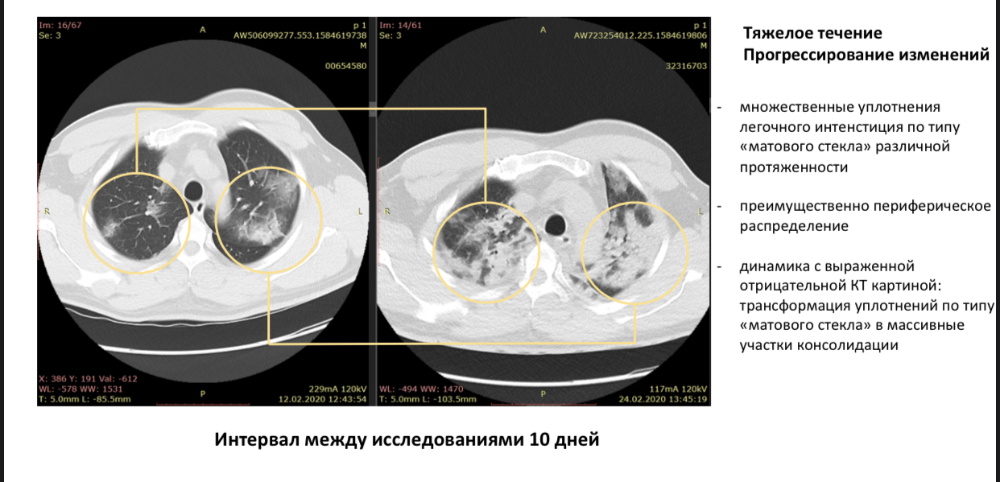 Im: 16/67
Se: 3
A
p 1
AW506099277.553.1584619738
M
00654580
R
L
X: 386 Y: 191 Val: -612
WL: -578 WW: 1531
T: 5.0mm L: -85.5mm
P
229mA 120kV
12.02.2020 12:43:54
Im: 14/61
Se: 3
A
p 1
AW723254012.225.1584619806
M
32316703
R
L
WL: -494 WW: 1470
T: 5.0mm L: -103.5mm
P
117mA 120kV
24.02.2020 13:45:19
Тяжелое течение
Прогрессирование изменений
- множественные уплотнения
легочного интенстиция по типу
«матового стекла» различной
протяженности
- преимущественно периферическое
распределение
- динамика с выраженной
отрицательной КТ картиной:
трансформация уплотнений по типу
«матового стекла» в массивные
участки консолидации
Интервал между исследованиями 10 дней